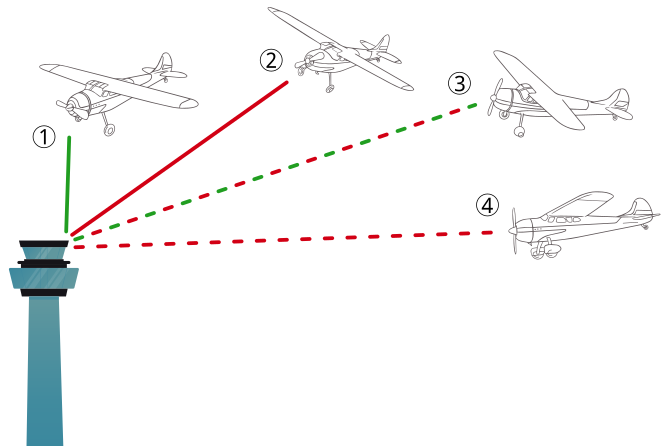 ①
②
③
④